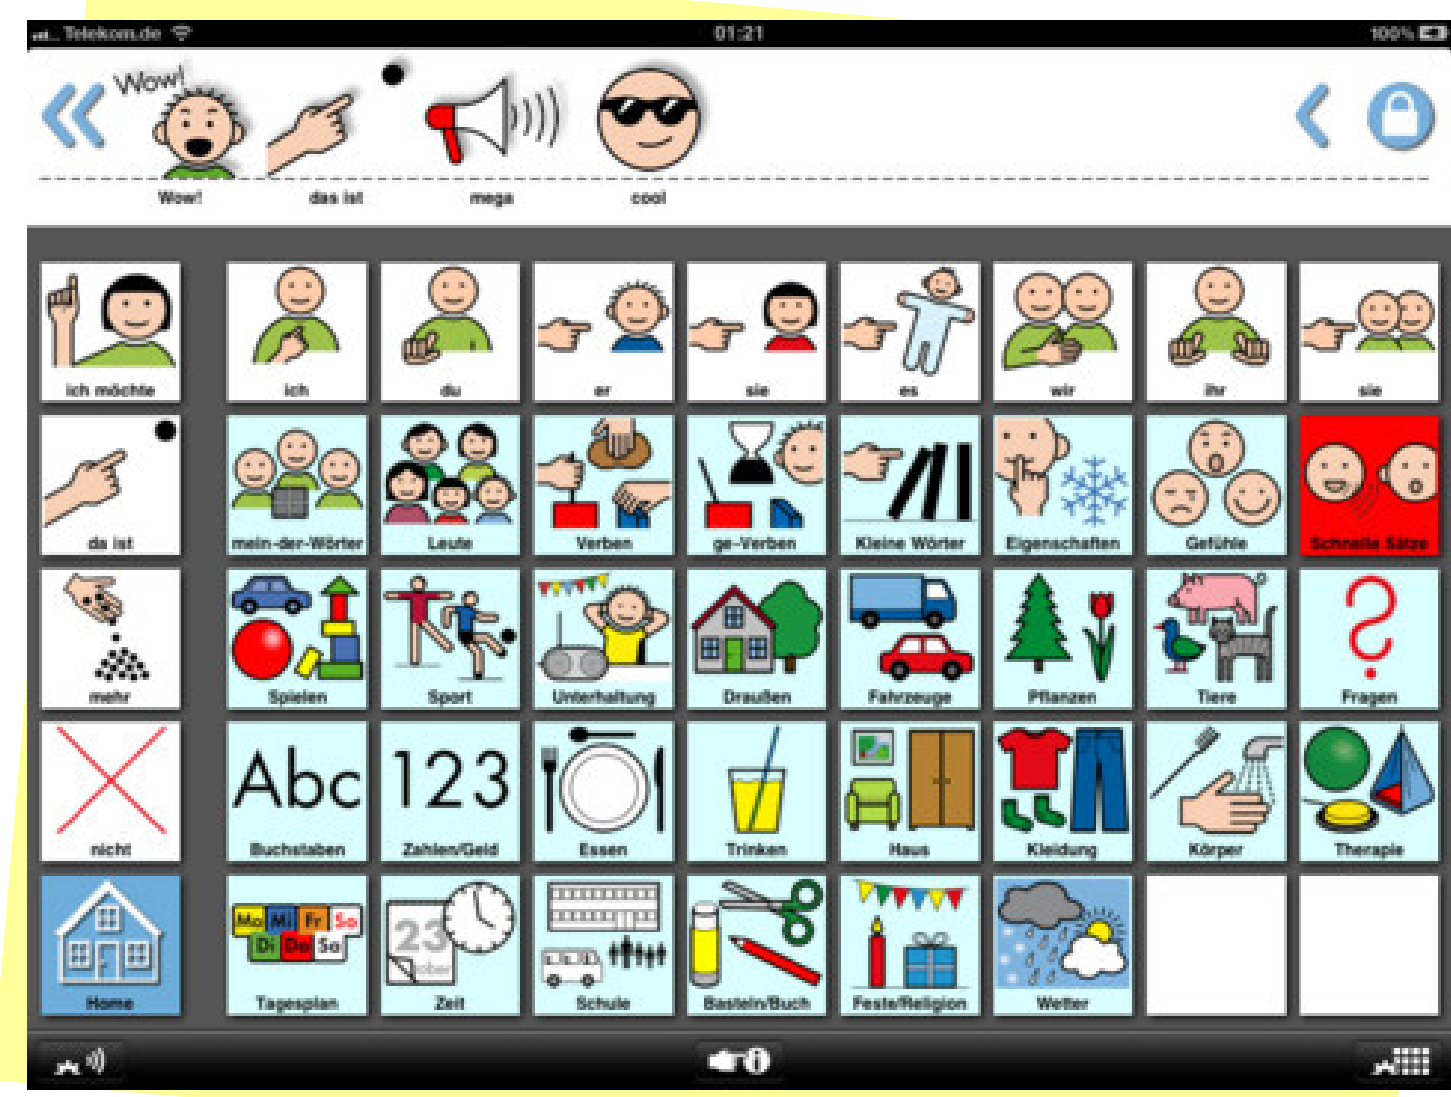 Telekom.de 01:21 100%
Wow!
Wow! das ist mega cool
ich möchte ich du er sie es wir ihr sie
da ist mein-der-Wörter Leute Verben ge-Verben Kleine Wörter Eigenschaften Gefühle Schnelle Sätze
mehr Spielen Sport Unterhaltung Draußen Fahrzeuge Pflanzen Tiere Fragen
Abc 123
nicht Buchstaben Zahlen/Geld Essen Trinken Haus Kleidung Körper Therapie
Mo Mi Fr So
Di Do Sa
23
ober
Home Tagesplan Zeit Schule Basteln/Buch Feste/Religion Wetter